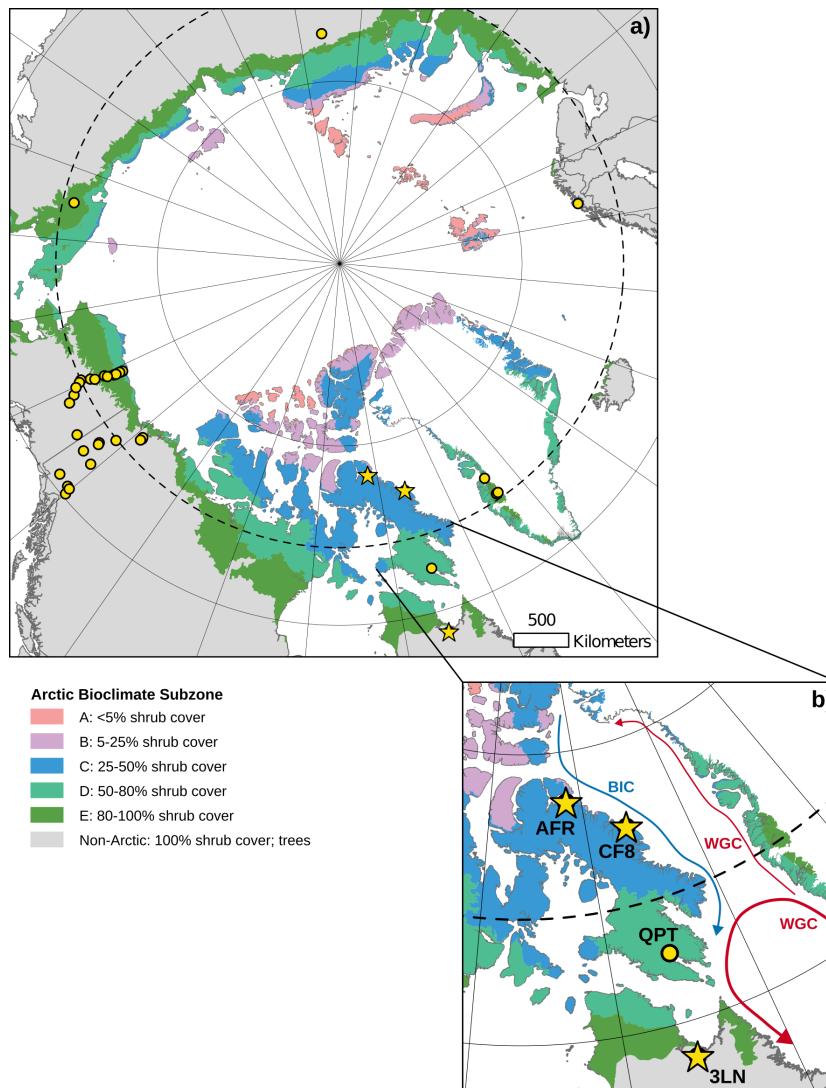 a)
500
Kilometers
Arctic Bioclimate Subzone
A: <5% shrub cover
B: 5-25% shrub cover
C: 25-50% shrub cover
D: 50-80% shrub cover
E: 80-100% shrub cover
Non-Arctic: 100% shrub cover; trees
b
BIC
AFR
CF8
WGC
WGC
QPT
3LN